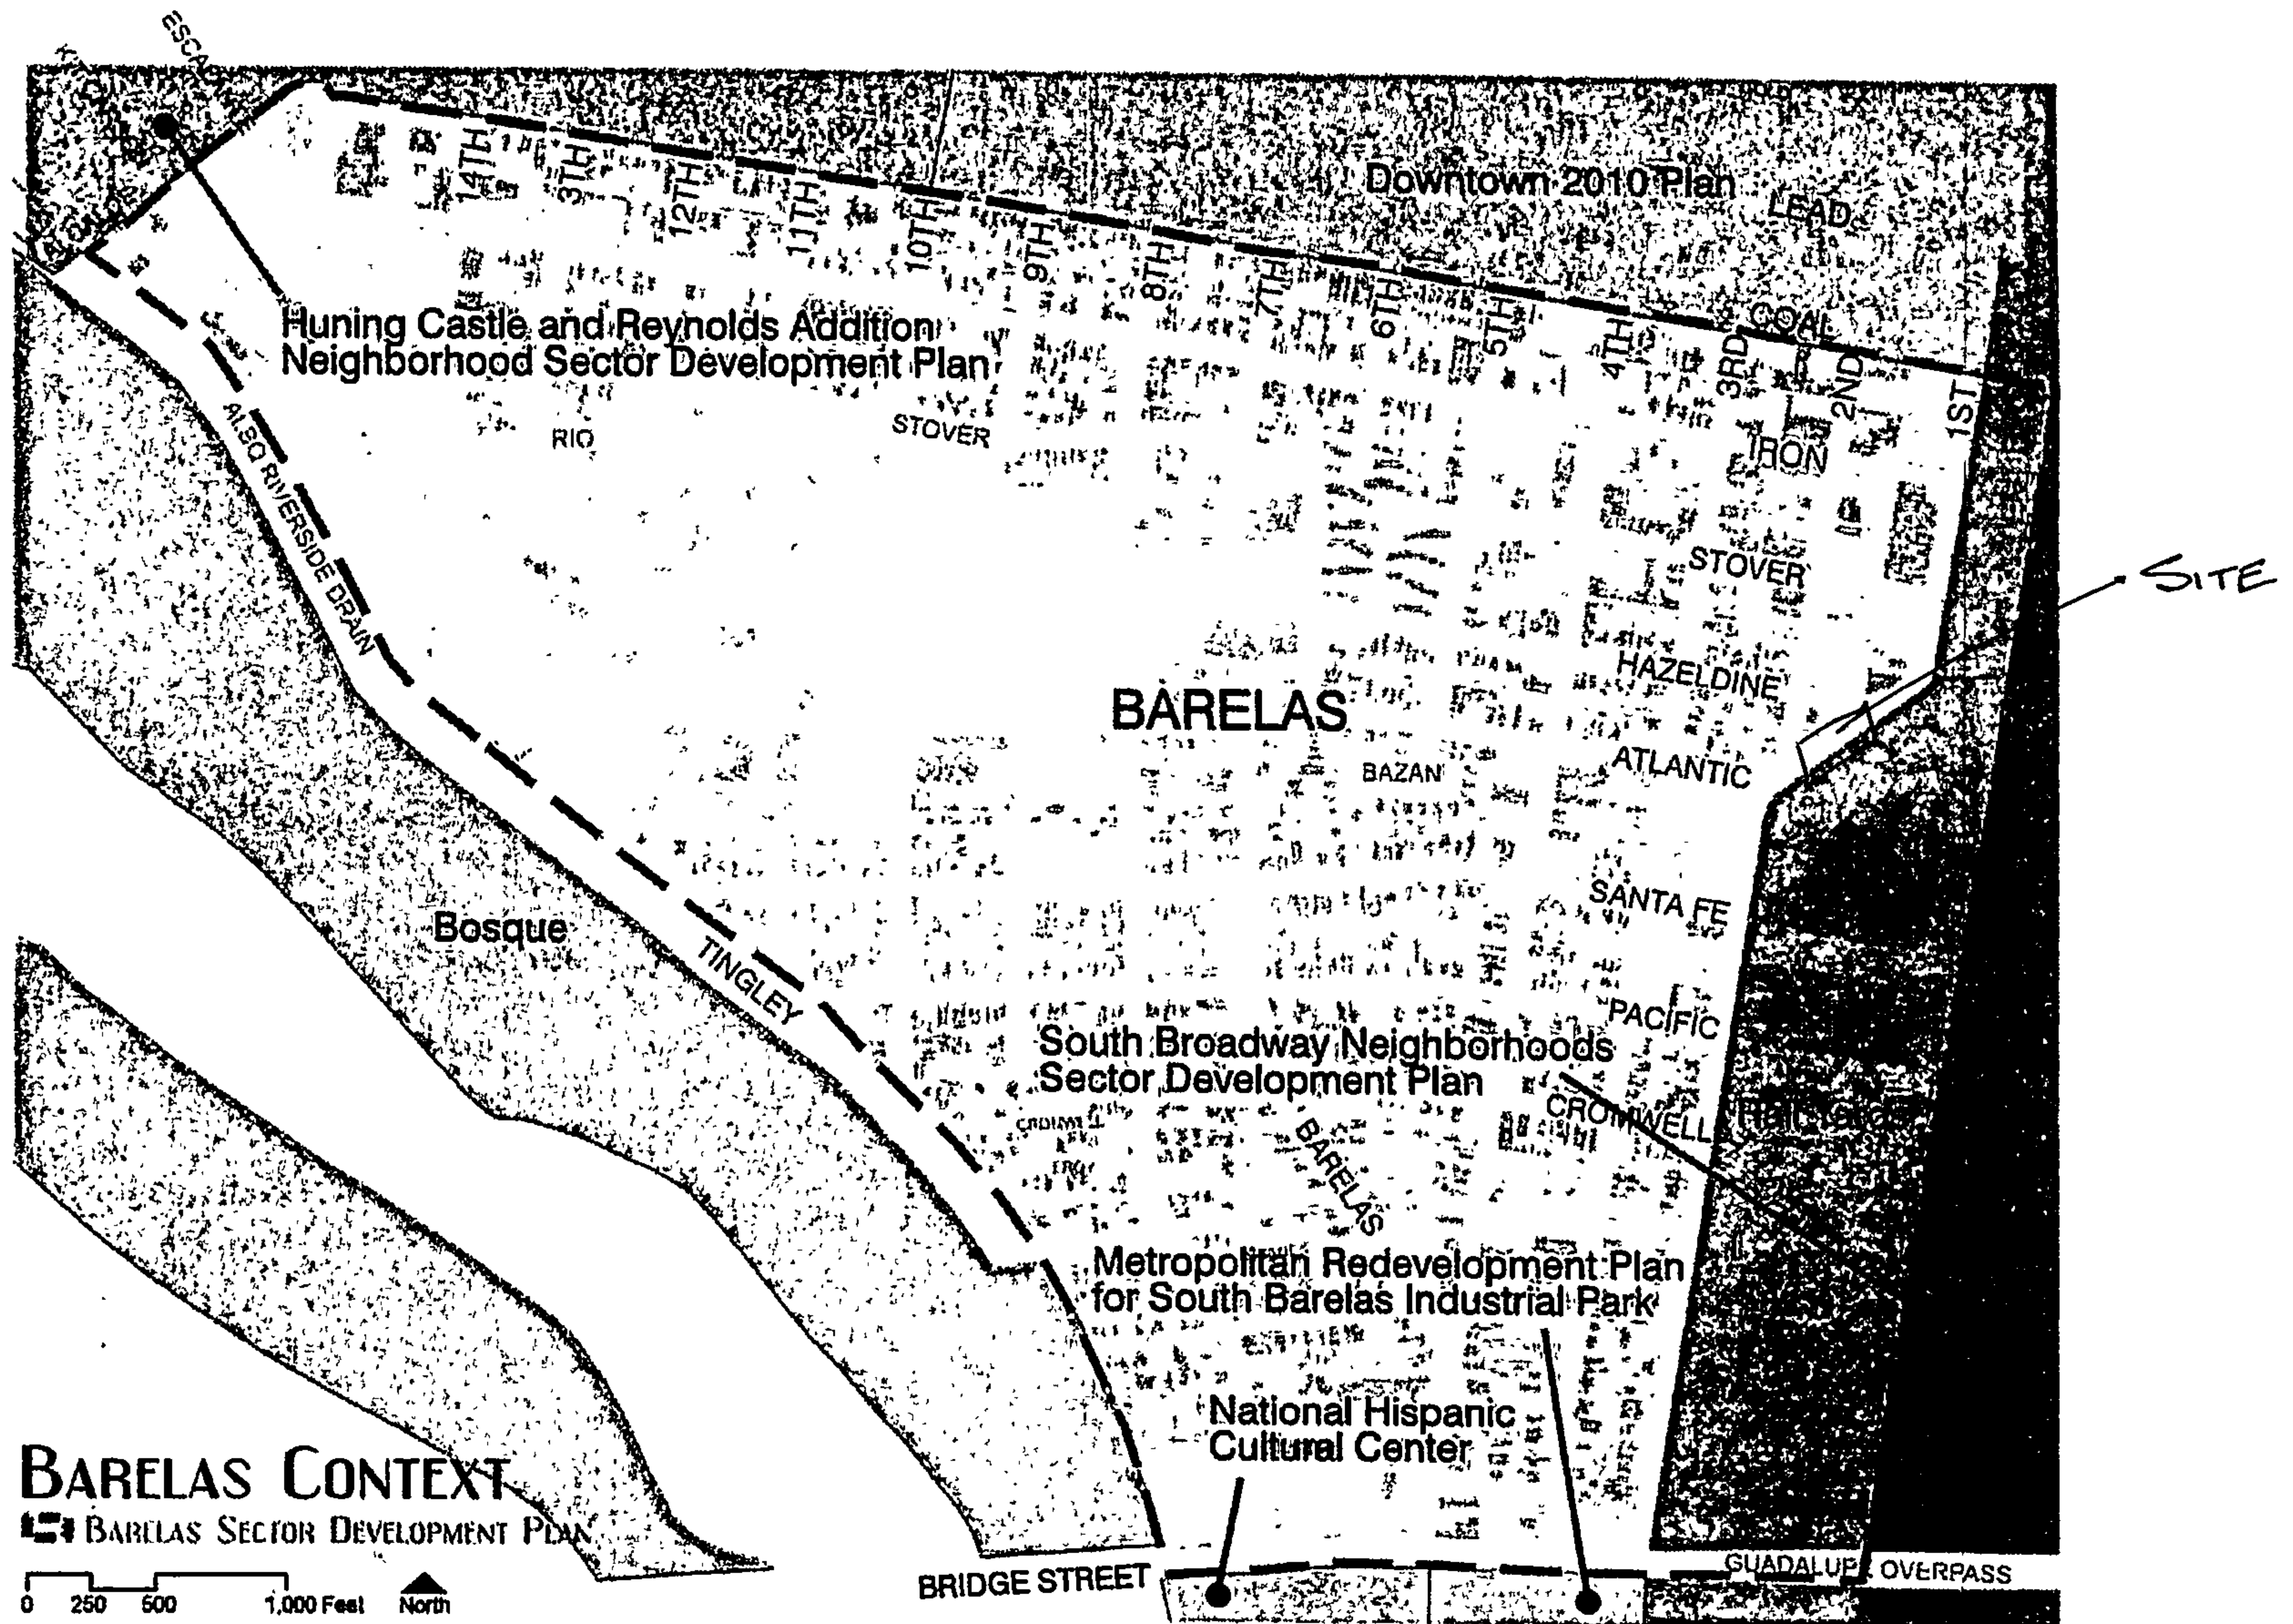 14TH
3TH
12TH
11TH
10TH
9TH
8TH
7TH
6TH
5TH
4TH
3RD
2ND
1ST
Downtown 2010 Plan
LEAD
COAL
Huning Castle and Reynolds Addition
Neighborhood Sector Development Plan
RIO
STOVER
IRON
ALBQ RIVERSIDE DRAIN
STOVER
SITE
HAZELDINE
BARELAS
BAZAN
ATLANTIC
SANTA FE
Bosque
TINGLEY
PACIFIC
South Broadway Neighborhoods
Sector Development Plan
CROMWELL
CROMWELL
BARELAS
Metropolitan Redevelopment Plan
for South Barelas Industrial Park
National Hispanic
Cultural Center
BARELAS CONTEXT
BARELAS SECTOR DEVELOPMENT PLAN
0 250 500 1,000 Feet North
BRIDGE STREET
GUADALUPE OVERPASS